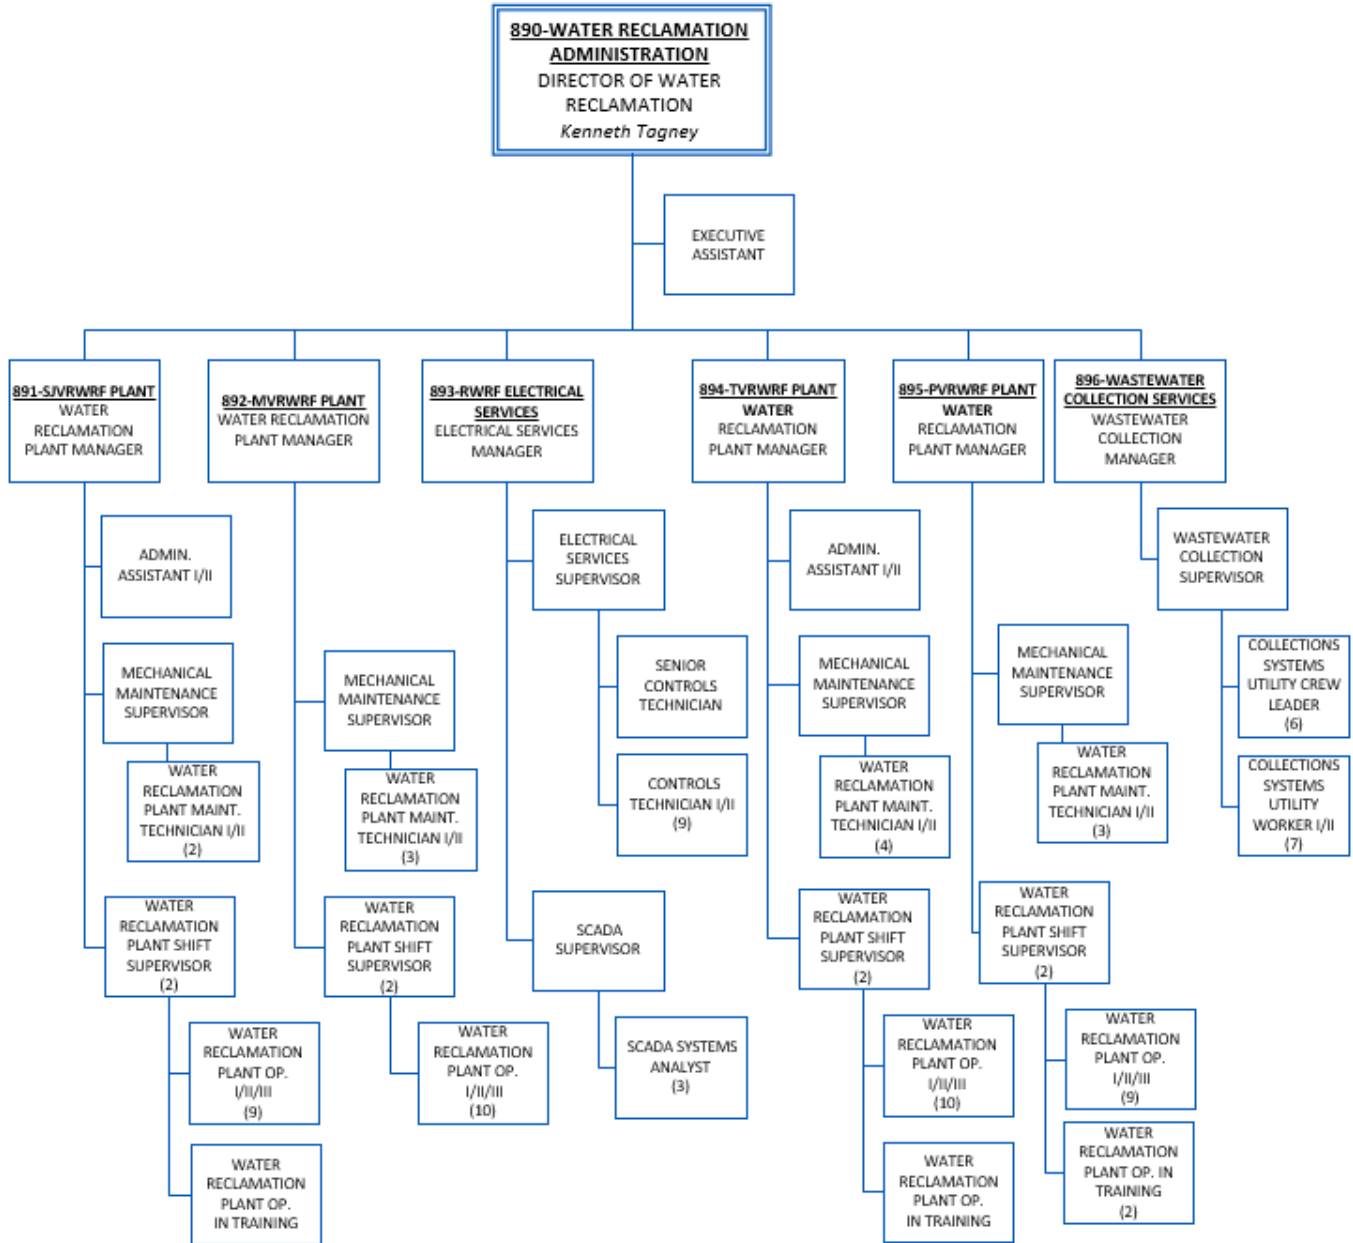 890-WATER RECLAMATION
ADMINISTRATION
DIRECTOR OF WATER
RECLAMATION
Kenneth Tagney
EXECUTIVE
ASSISTANT
891-SJVRWRF PLANT
WATER
RECLAMATION
PLANT MANAGER
892-MVRWRF PLANT
WATER RECLAMATION
PLANT MANAGER
893-RWRF ELECTRICAL
SERVICES
ELECTRICAL SERVICES
MANAGER
894-TVRWRF PLANT
WATER
RECLAMATION
PLANT MANAGER
895-PVRWRF PLANT
WATER
RECLAMATION
PLANT MANAGER
896-WASTEWATER
COLLECTION SERVICES
WASTEWATER
COLLECTION
MANAGER
ADMIN.
ASSISTANT I/II
MECHANICAL
MAINTENANCE
SUPERVISOR
WATER
RECLAMATION
PLANT MAINT.
TECHNICIAN I/II
(2)
WATER
RECLAMATION
PLANT SHIFT
SUPERVISOR
(2)
WATER
RECLAMATION
PLANT OP.
I/II/III
(9)
WATER
RECLAMATION
PLANT OP.
IN TRAINING
MECHANICAL
MAINTENANCE
SUPERVISOR
WATER
RECLAMATION
PLANT MAINT.
TECHNICIAN I/II
(3)
WATER
RECLAMATION
PLANT SHIFT
SUPERVISOR
(2)
WATER
RECLAMATION
PLANT OP.
I/II/III
(10)
ELECTRICAL
SERVICES
SUPERVISOR
SENIOR
CONTROLS
TECHNICIAN
CONTROLS
TECHNICIAN I/II
(9)
SCADA
SUPERVISOR
SCADA SYSTEMS
ANALYST
(3)
ADMIN.
ASSISTANT I/II
MECHANICAL
MAINTENANCE
SUPERVISOR
WATER
RECLAMATION
PLANT MAINT.
TECHNICIAN I/II
(4)
WATER
RECLAMATION
PLANT SHIFT
SUPERVISOR
(2)
WATER
RECLAMATION
PLANT OP.
I/II/III
(10)
WATER
RECLAMATION
PLANT OP.
IN TRAINING
MECHANICAL
MAINTENANCE
SUPERVISOR
WATER
RECLAMATION
PLANT MAINT.
TECHNICIAN I/II
(3)
WATER
RECLAMATION
PLANT SHIFT
SUPERVISOR
(2)
WATER
RECLAMATION
PLANT OP.
I/II/III
(9)
WATER
RECLAMATION
PLANT OP. IN
TRAINING
(2)
WASTEWATER
COLLECTION
SUPERVISOR
COLLECTIONS
SYSTEMS
UTILITY CREW
LEADER
(6)
COLLECTIONS
SYSTEMS
UTILITY
WORKER I/II
(7)